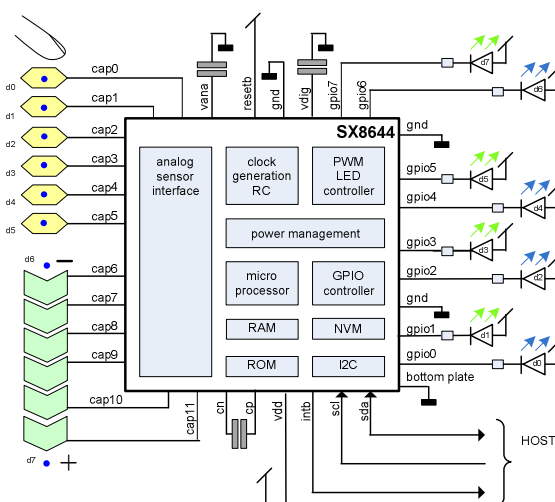 d7
d6
cap0
d0
cap1
d1
cap2
d2
cap3
d3
cap4
d4
cap5
d5
vana
resetb
gnd
vdig
gpio7
gpio6
SX8644
gnd
analog
sensor
interface
clock
generation
RC
PWM
LED
controller
gpio5
d5
gpio4
d4
power management
gpio3
d3
micro
processor
GPIO
controller
gpio2
d2
gnd
RAM
NVM
gpio1
d1
ROM
I2C
gpio0
d0
bottom plate
d6
−
cap6
cap7
cap8
cap9
cap10
cap11
d7
+
cn
cp
vdd
intb
scl
sda
HOST